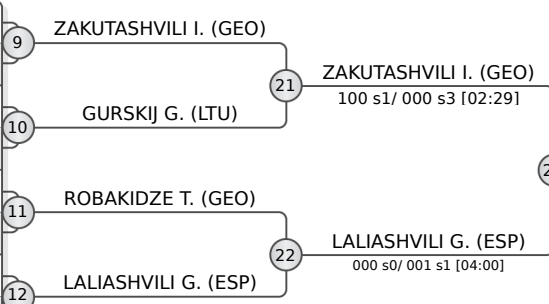 ZAKUTASHVILI I. (GEO)
9
21
ZAKUTASHVILI I. (GEO)
100 s1/ 000 s3 [02:29]
GURSKIJ G. (LTU)
10
ROBAKIDZE T. (GEO)
11
22
LALIASHVILI G. (ESP)
000 s0/ 001 s1 [04:00]
LALIASHVILI G. (ESP)
12